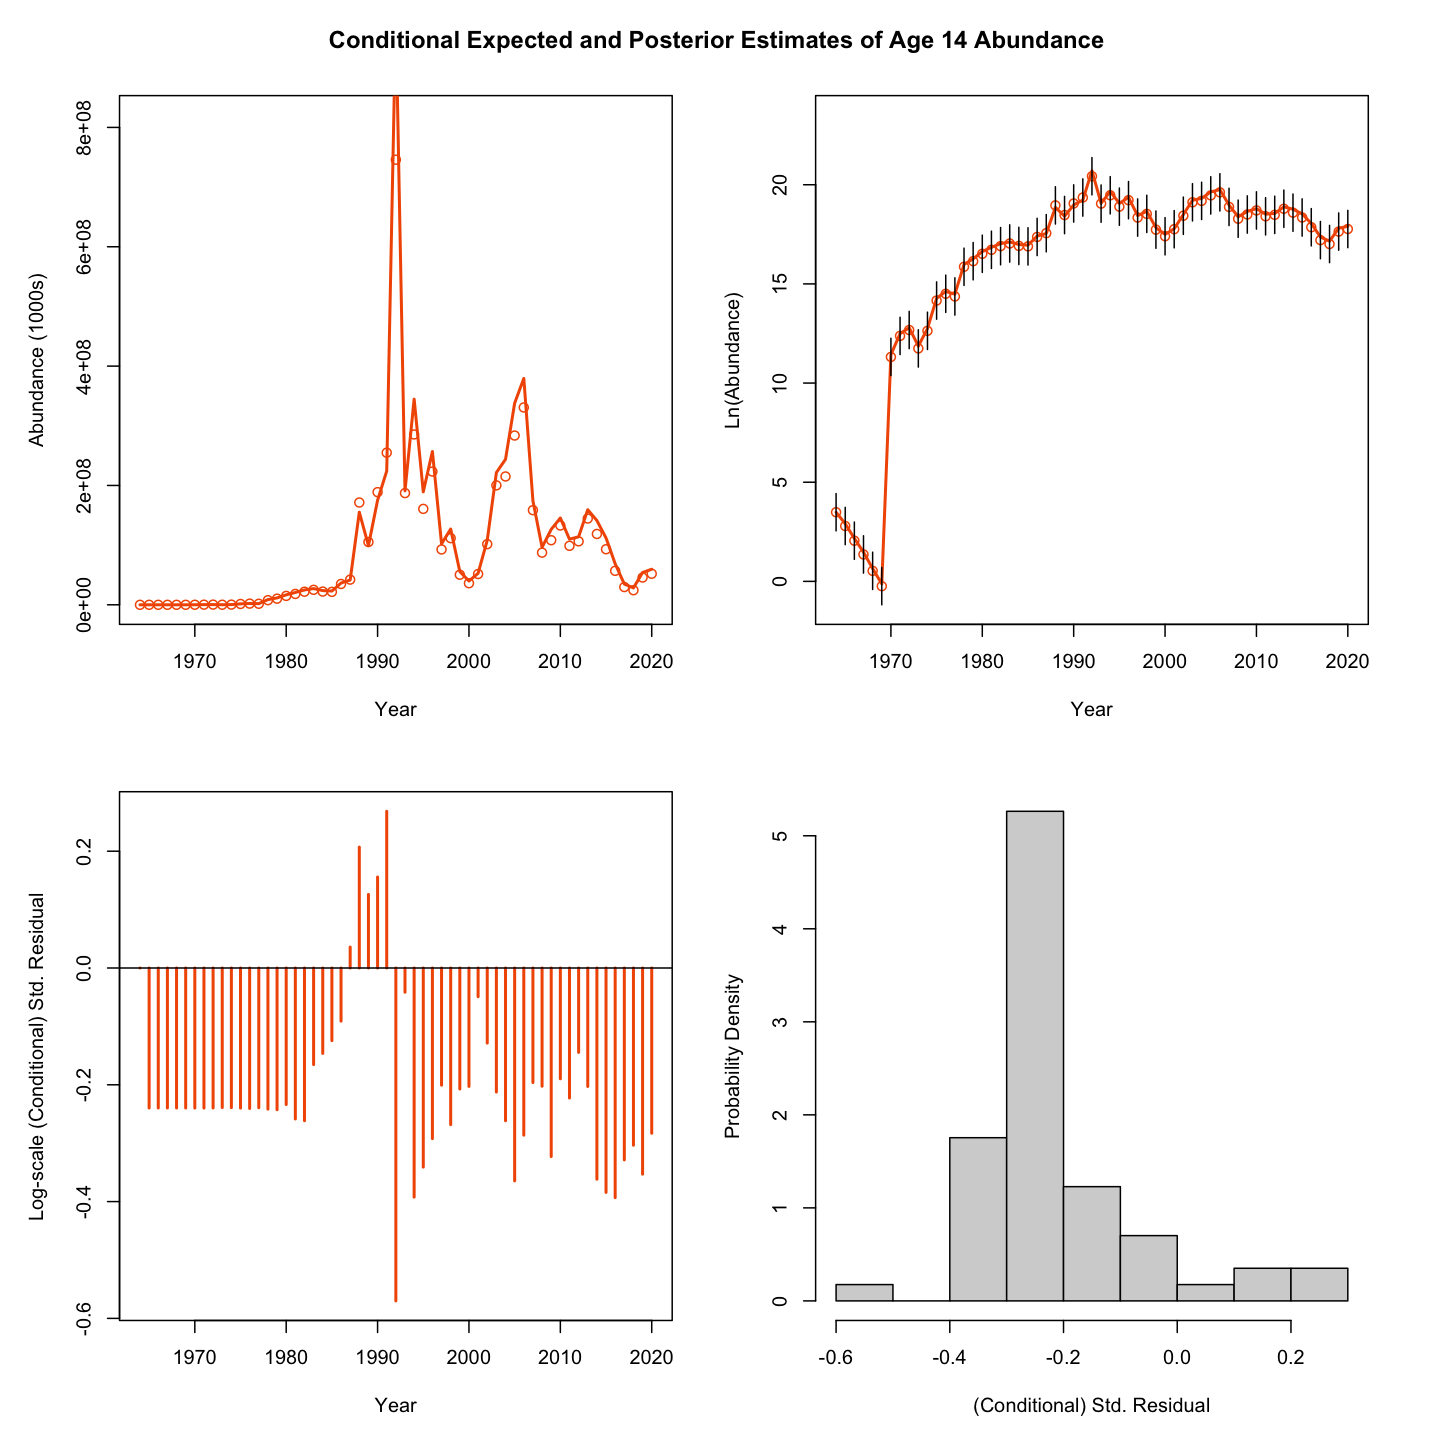 Conditional Expected and Posterior Estimates of Age 14 Abundance
Abundance (1000s)
0e+00 2e+08 4e+08 6e+08 8e+08
1970 1980 1990 2000 2010 2020
Year
Ln(Abundance)
0 5 10 15 20
1970 1980 1990 2000 2010 2020
Year
Log-scale (Conditional) Std. Residual
-0.6 -0.4 -0.2 0.0 0.2
1970 1980 1990 2000 2010 2020
Year
Probability Density
0 1 2 3 4 5
-0.6 -0.4 -0.2 0.0 0.2
(Conditional) Std. Residual